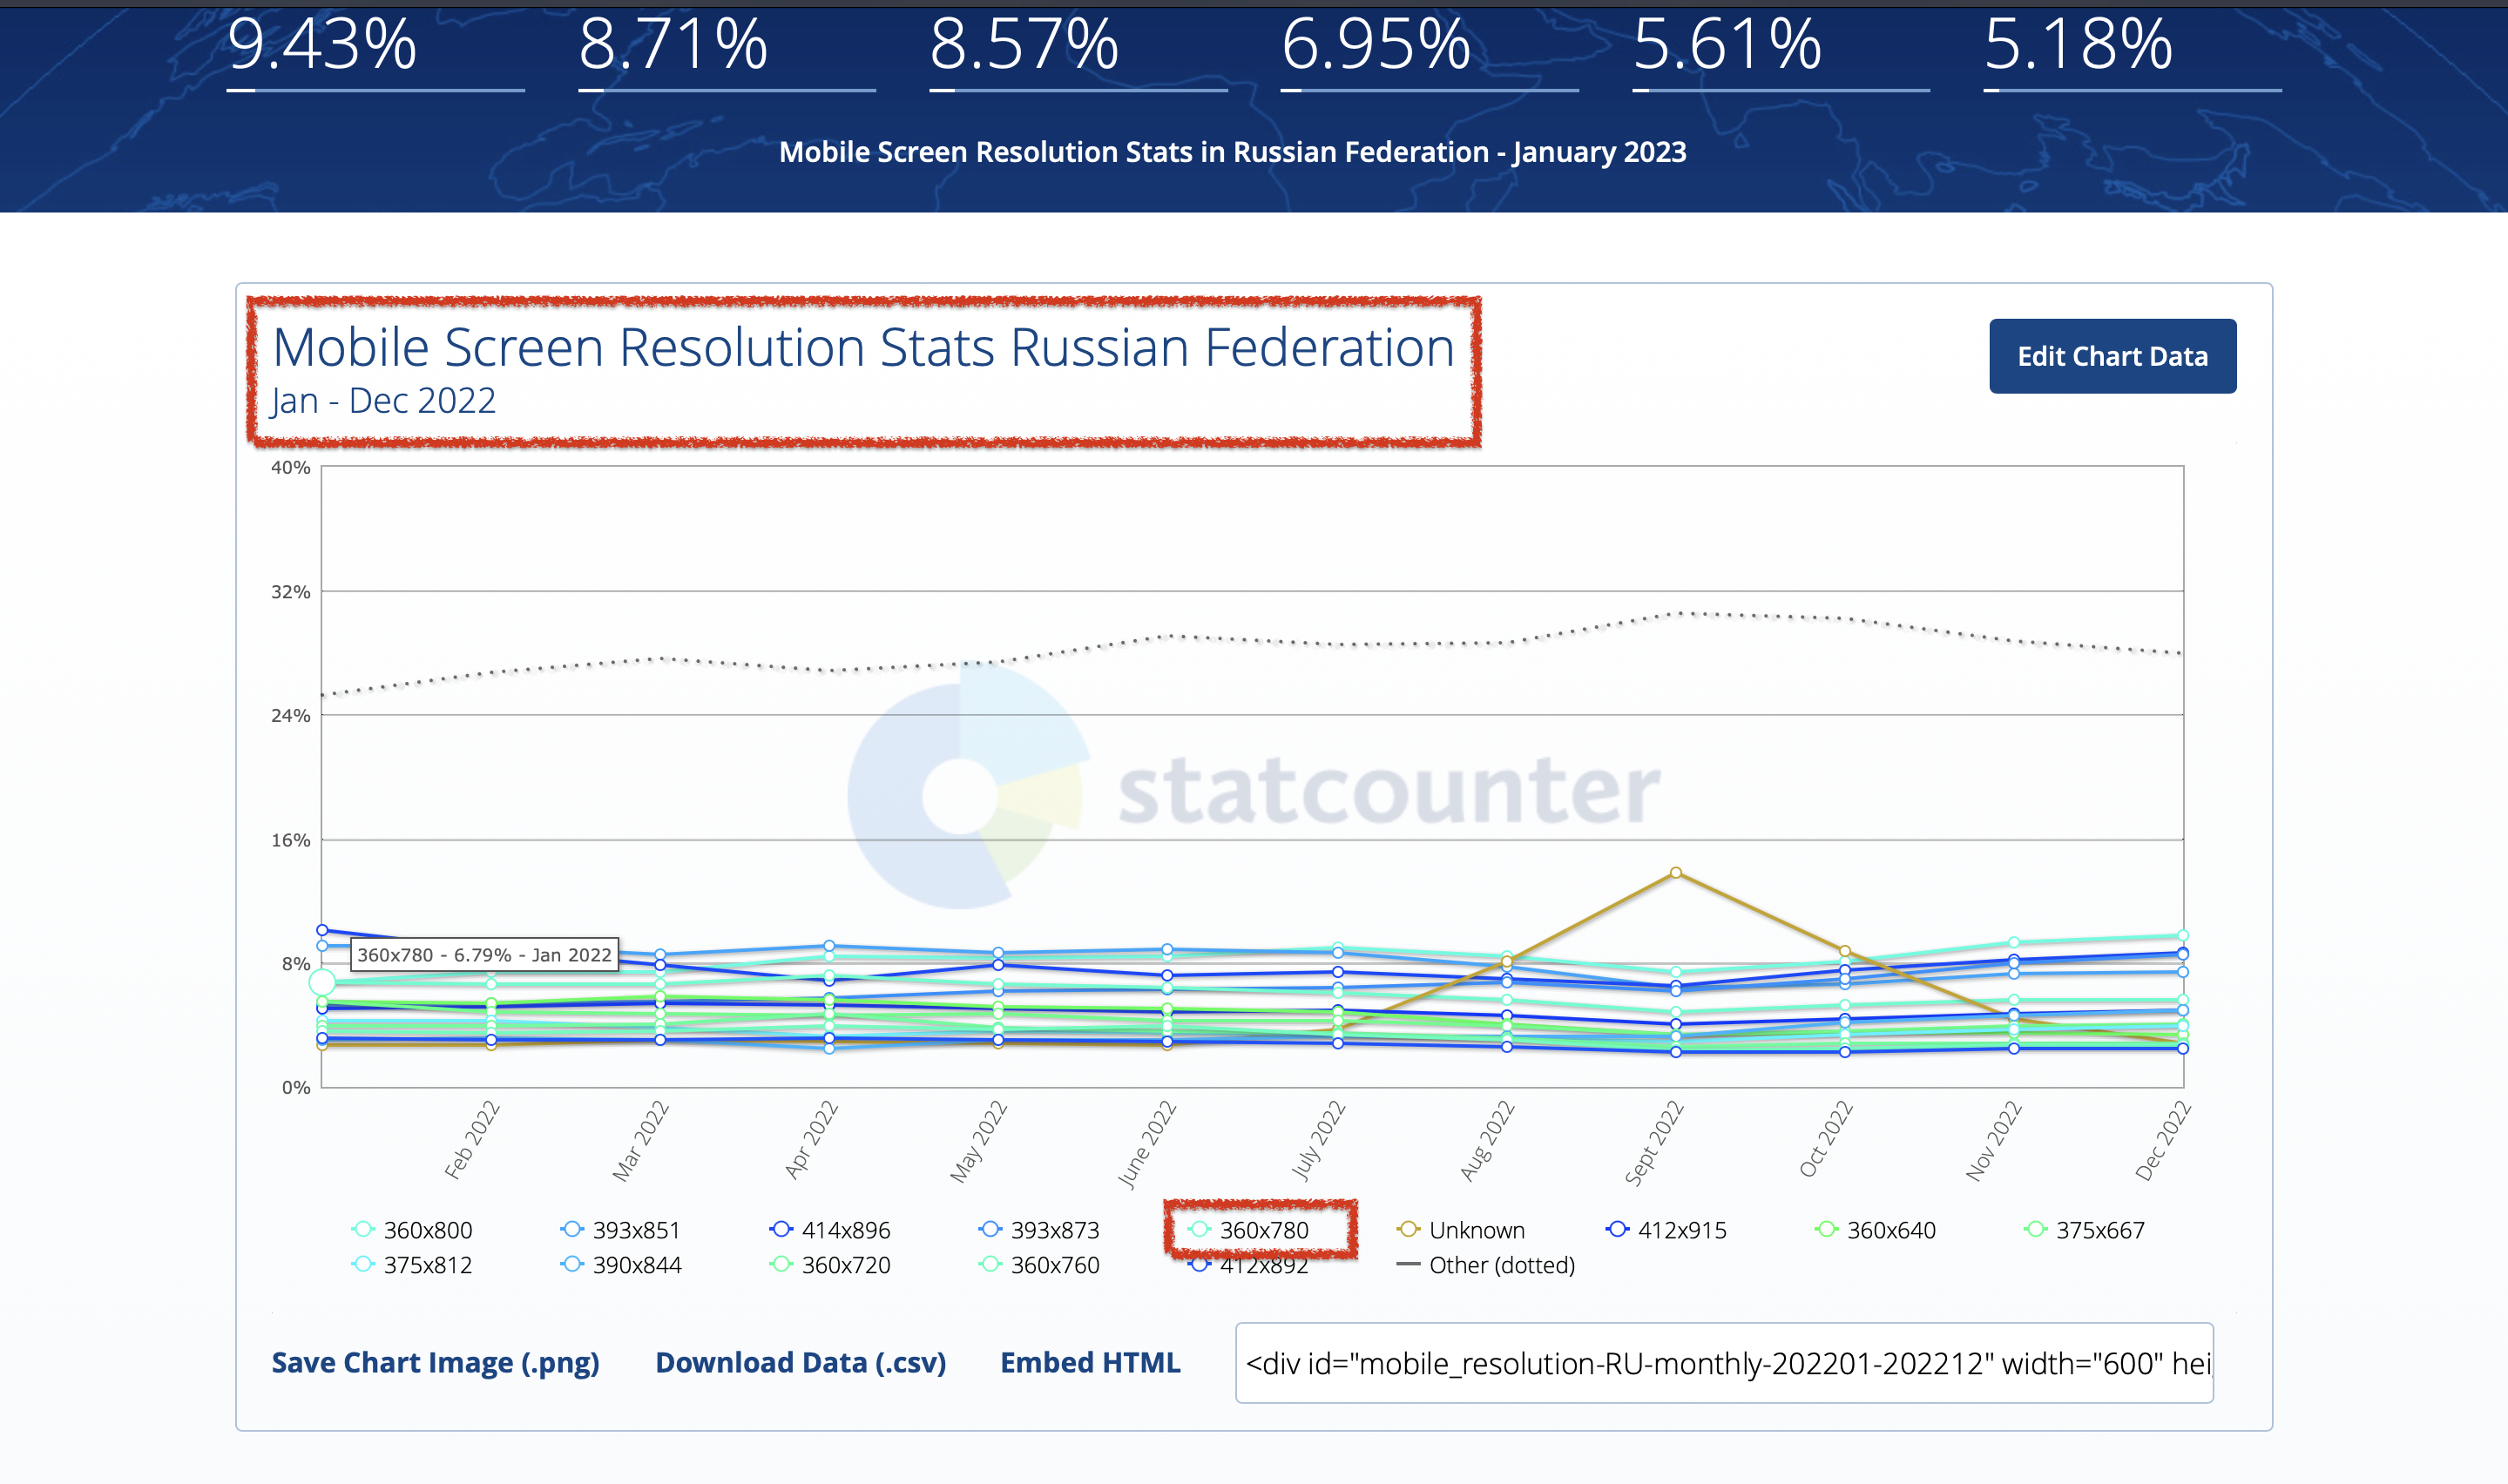 9.43% 8.71% 8.57% 6.95% 5.61% 5.18%
Mobile Screen Resolution Stats in Russian Federation - January 2023
Mobile Screen Resolution Stats Russian Federation
Jan - Dec 2022
Edit Chart Data
40%
32%
24%
statcounter
16%
360x780 - 6.79% - Jan 2022
8%
0%
Feb 2022 Mar 2022 Apr 2022 May 2022 June 2022 July 2022 Aug 2022 Sept 2022 Oct 2022 Nov 2022 Dec 2022
360x800 393x851 414x896 393x873 360x780 Unknown 412x915 360x640 375x667
375x812 390x844 360x720 360x760 412x892 Other (dotted)
Save Chart Image (.png) Download Data (.csv) Embed HTML <div id="mobile_resolution-RU-monthly-202201-202212" width="600" hei